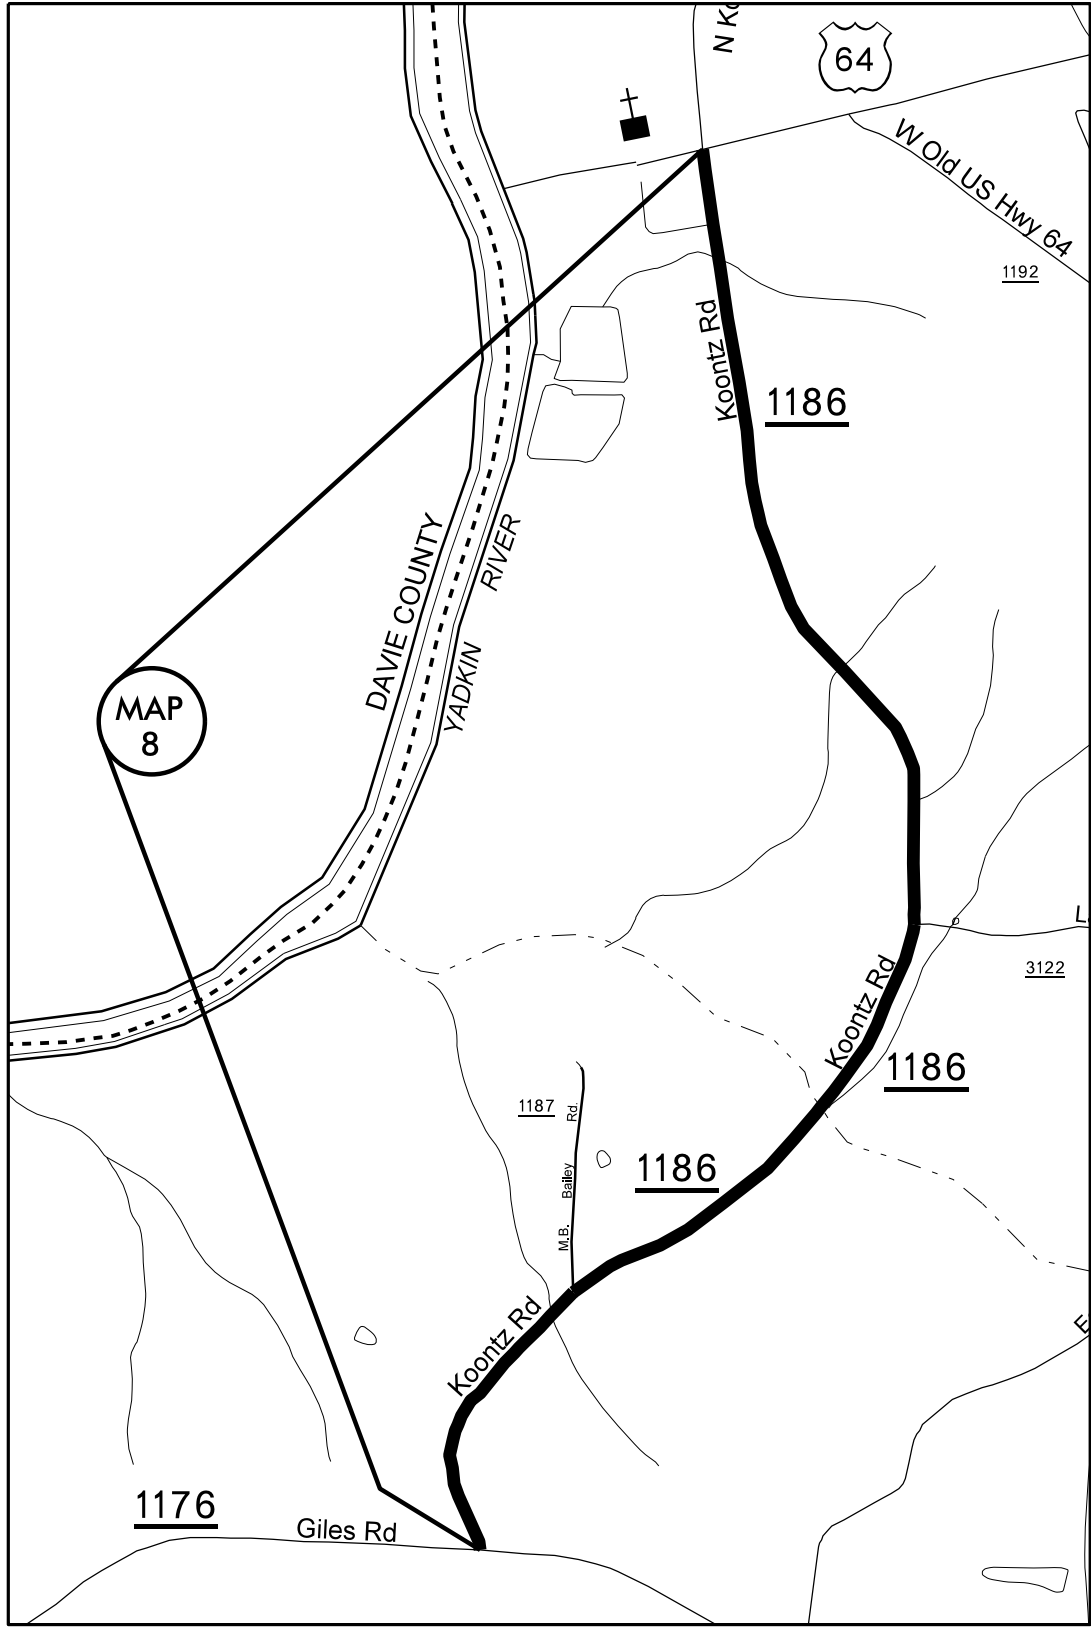 N Ko
64
W Old US Hwy 64
1192
Koontz Rd
1186
DAVIE COUNTY
YADKIN RIVER
MAP
8
Koontz Rd
3122
1186
1187
M.B. Bailey Rd.
1186
Koontz Rd
1176
Giles Rd